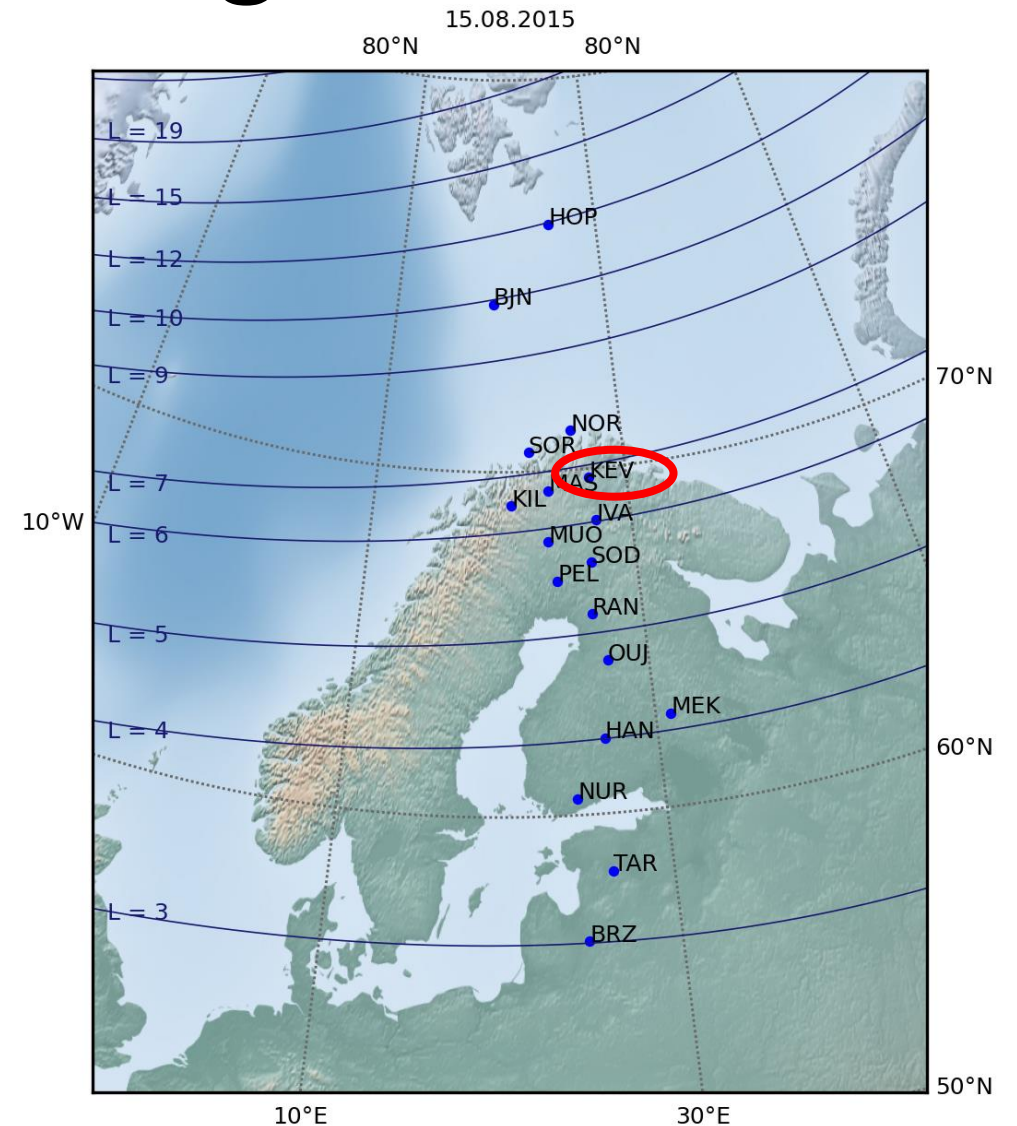 15.08.2015
80°N 80°N
L = 19
L = 15
HOP
L = 12
BJN
L = 10
L = 9
70°N
NOR
SOR
KEV
L = 7
MAS
KIL
IVA
10°W
L = 6
MUO
SOD
PEL
RAN
L = 5
OUJ
MEK
L = 4
HAN
60°N
NUR
TAR
L = 3
BRZ
50°N
10°E 30°E